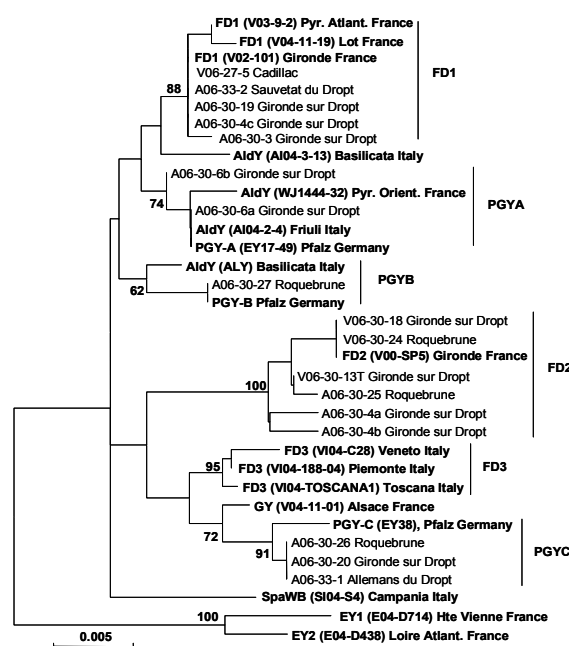 FD1 (V03-9-2) Pyr. Atlant. France
FD1 (V04-11-19) Lot France
FD1 (V02-101) Gironde France
V06-27-5 Cadillac
FD1
88
A06-33-2 Sauvetat du Dropt
A06-30-19 Gironde sur Dropt
A06-30-4c Gironde sur Dropt
A06-30-3 Gironde sur Dropt
AldY (AI04-3-13) Basilicata Italy
A06-30-6b Gironde sur Dropt
AldY (WJ1444-32) Pyr. Orient. France
74
PGYA
A06-30-6a Gironde sur Dropt
AldY (AI04-2-4) Friuli Italy
PGY-A (EY17-49) Pfalz Germany
AldY (ALY) Basilicata Italy
PGYB
62
A06-30-27 Roquebrune
PGY-B Pfalz Germany
V06-30-18 Gironde sur Dropt
V06-30-24 Roquebrune
FD2 (V00-SP5) Gironde France
FD2
V06-30-13T Gironde sur Dropt
100
A06-30-25 Roquebrune
A06-30-4a Gironde sur Dropt
A06-30-4b Gironde sur Dropt
FD3 (VI04-C28) Veneto Italy
95
FD3 (VI04-188-04) Piemonte Italy
FD3
FD3 (VI04-TOSCANA1) Toscana Italy
GY (V04-11-01) Alsace France
PGY-C (EY38), Pfalz Germany
72
A06-30-26 Roquebrune
91
PGYC
A06-30-20 Gironde sur Dropt
A06-33-1 Allemans du Dropt
SpaWB (SI04-S4) Campania Italy
100
EY1 (E04-D714) Hte Vienne France
EY2 (E04-D438) Loire Atlant. France
0.005